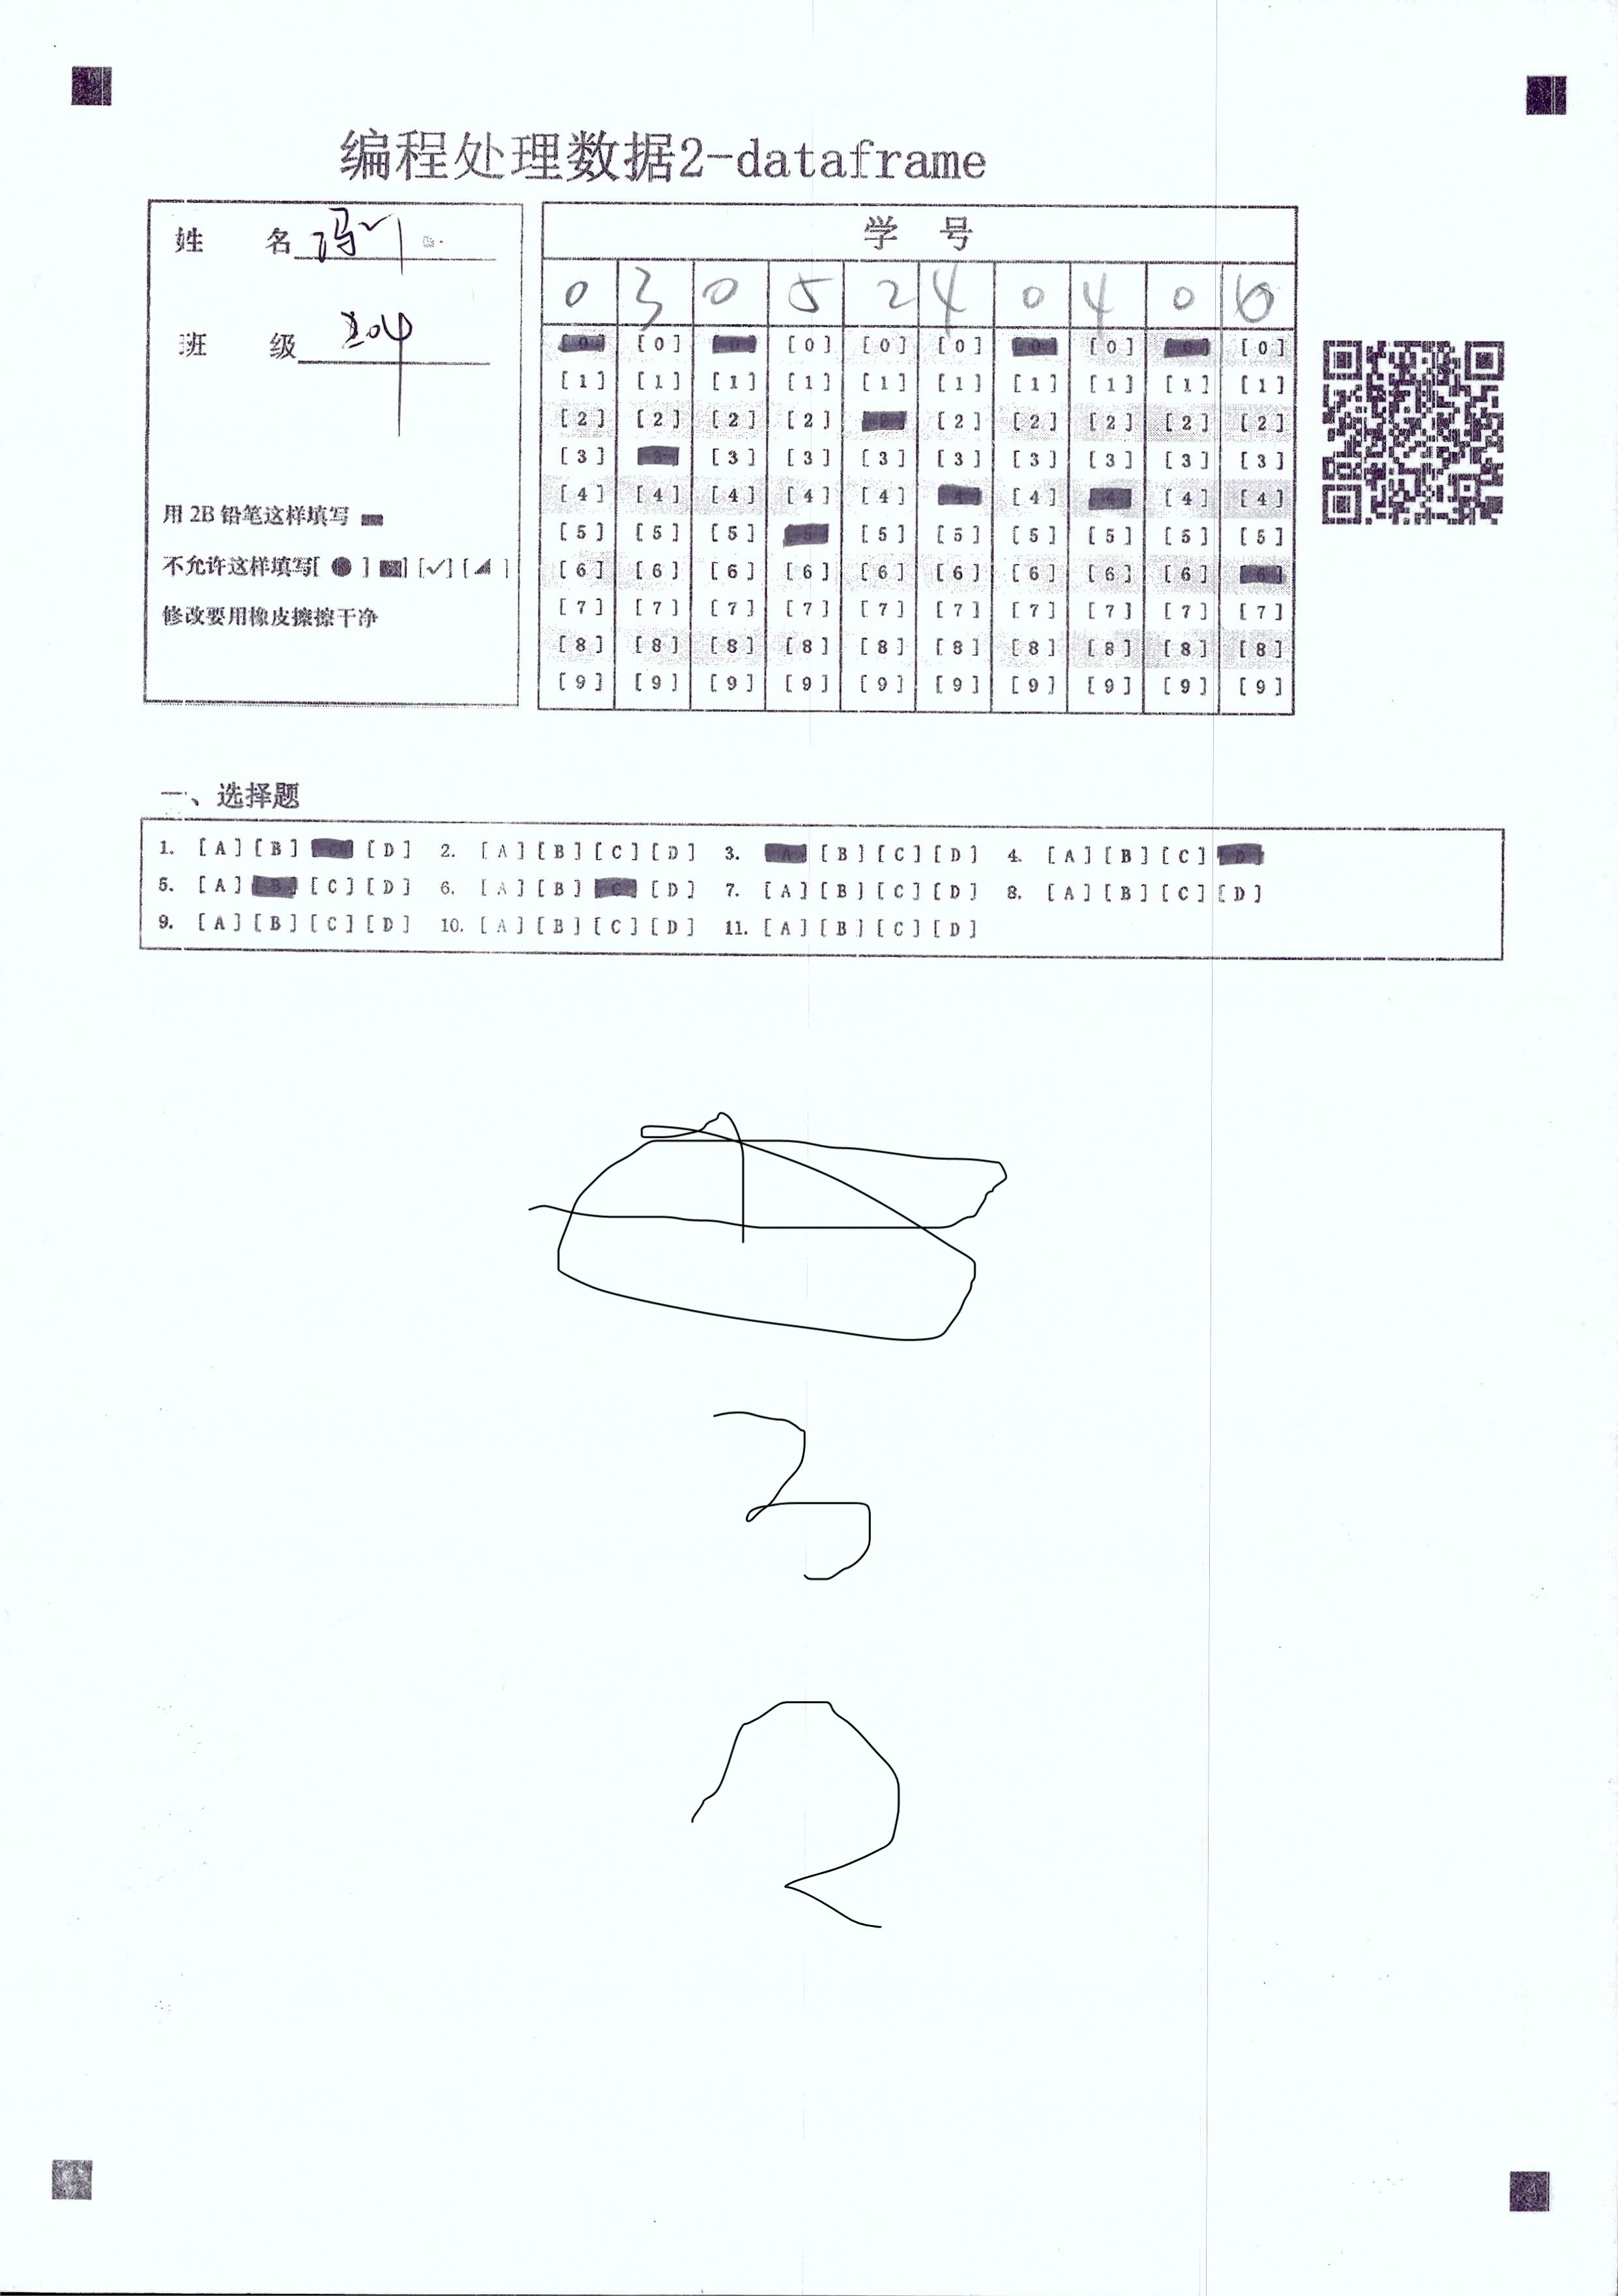 编程处理数据2-dataframe
姓 名
班 级 204
用 2B 铅笔这样填写
不允许这样填写[ ● ] [✓] [◢]
修改要用橡皮擦擦干净
学 号
0 3 0 5 2 4 0 4 0 6
[0] [0] [0] [0] [0] [0] [0] [0] [0] [0]
[1] [1] [1] [1] [1] [1] [1] [1] [1] [1]
[2] [2] [2] [2] [2] [2] [2] [2] [2] [2]
[3] [3] [3] [3] [3] [3] [3] [3] [3] [3]
[4] [4] [4] [4] [4] [4] [4] [4] [4] [4]
[5] [5] [5] [5] [5] [5] [5] [5] [5] [5]
[6] [6] [6] [6] [6] [6] [6] [6] [6] [6]
[7] [7] [7] [7] [7] [7] [7] [7] [7] [7]
[8] [8] [8] [8] [8] [8] [8] [8] [8] [8]
[9] [9] [9] [9] [9] [9] [9] [9] [9] [9]
一、选择题
1. [A] [B] [C] [D] 2. [A] [B] [C] [D] 3. [A] [B] [C] [D] 4. [A] [B] [C] [D]
5. [A] [B] [C] [D] 6. [A] [B] [C] [D] 7. [A] [B] [C] [D] 8. [A] [B] [C] [D]
9. [A] [B] [C] [D] 10. [A] [B] [C] [D] 11. [A] [B] [C] [D]